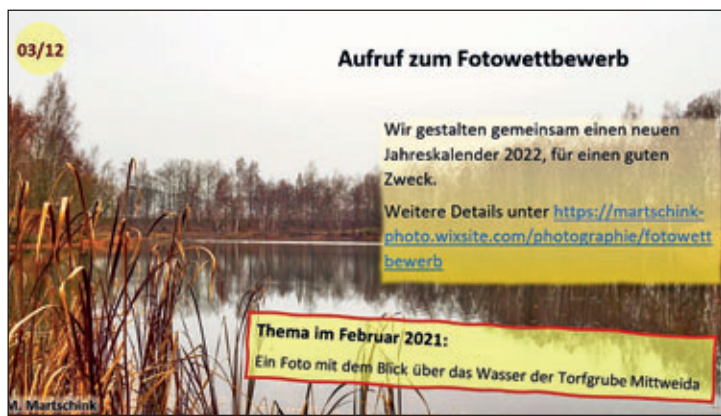 03/12
Aufruf zum Fotowettbewerb
Wir gestalten gemeinsam einen neuen
Jahreskalender 2022, für einen guten
Zweck.
Weitere Details unter https://martschink-
photo.wixsite.com/photographie/fotowett
bewerb
Thema im Februar 2021:
Ein Foto mit dem Blick über das Wasser der Torfgrube Mittweida
M. Martschink